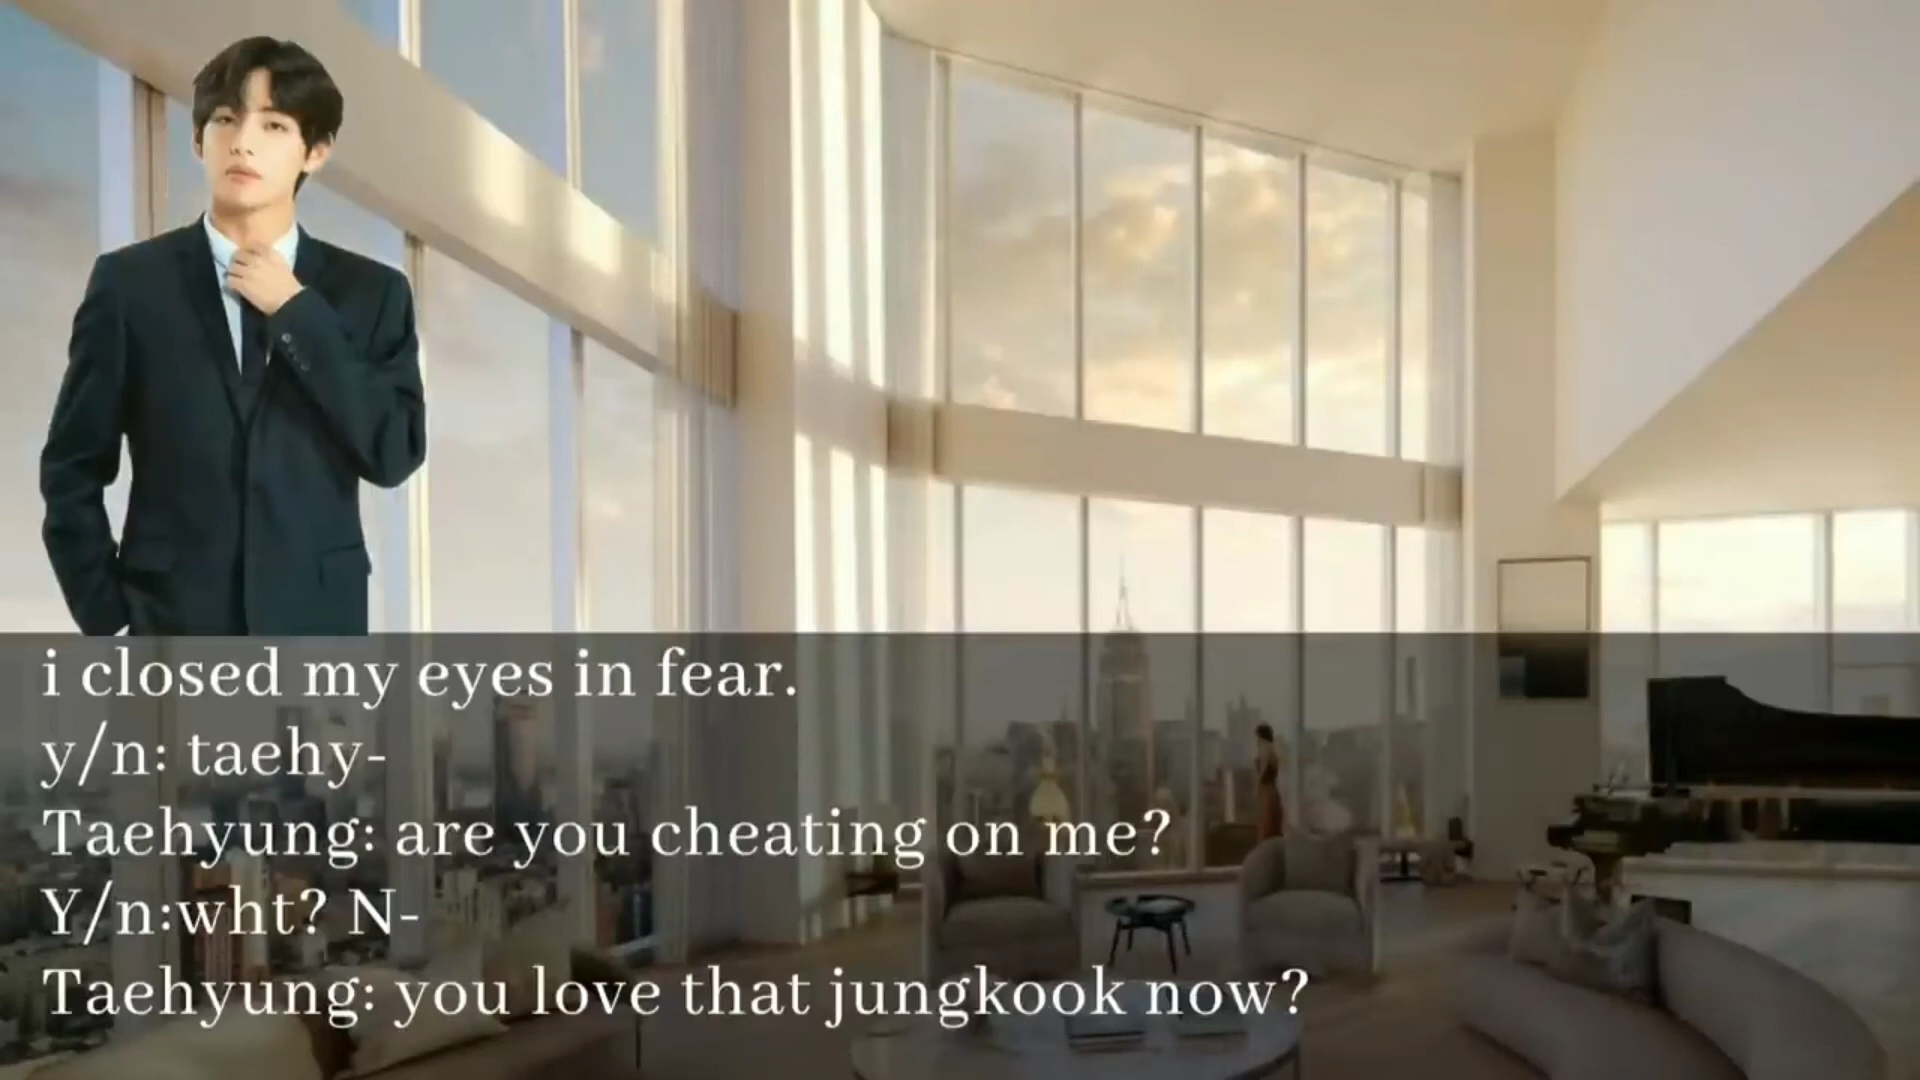 i closed my eyes in fear.
y/n: taehy-
Taehyung: are you cheating on me?
Y/n:wht? N-
Taehyung: you love that jungkook now?